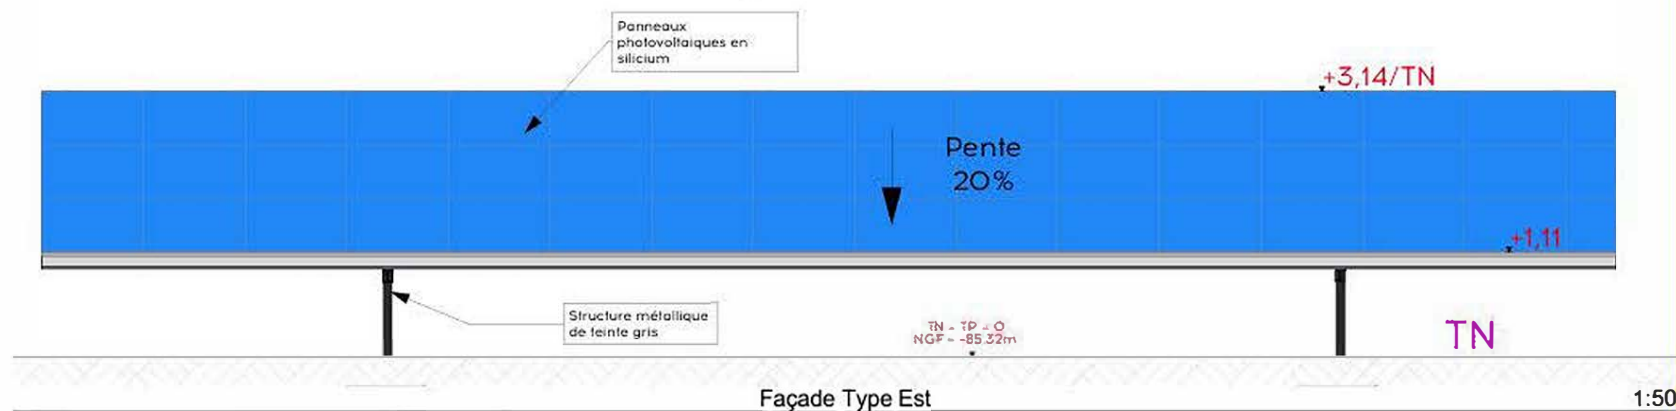 Panneaux
photovoltaiques en
silicium
+3,14/TN
Pente
20%
+1,11
Structure métallique
de teinte gris
TN = TP = 0
NGF = -85.32m
TN
Façade Type Est
1:50